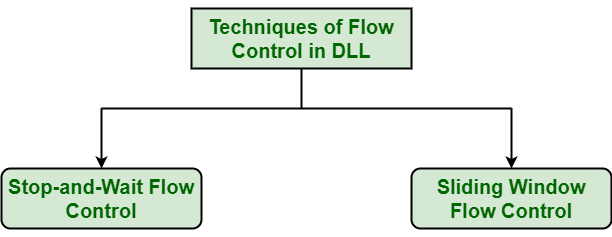 Techniques of Flow
Control in DLL
Stop-and-Wait Flow
Control
Sliding Window
Flow Control